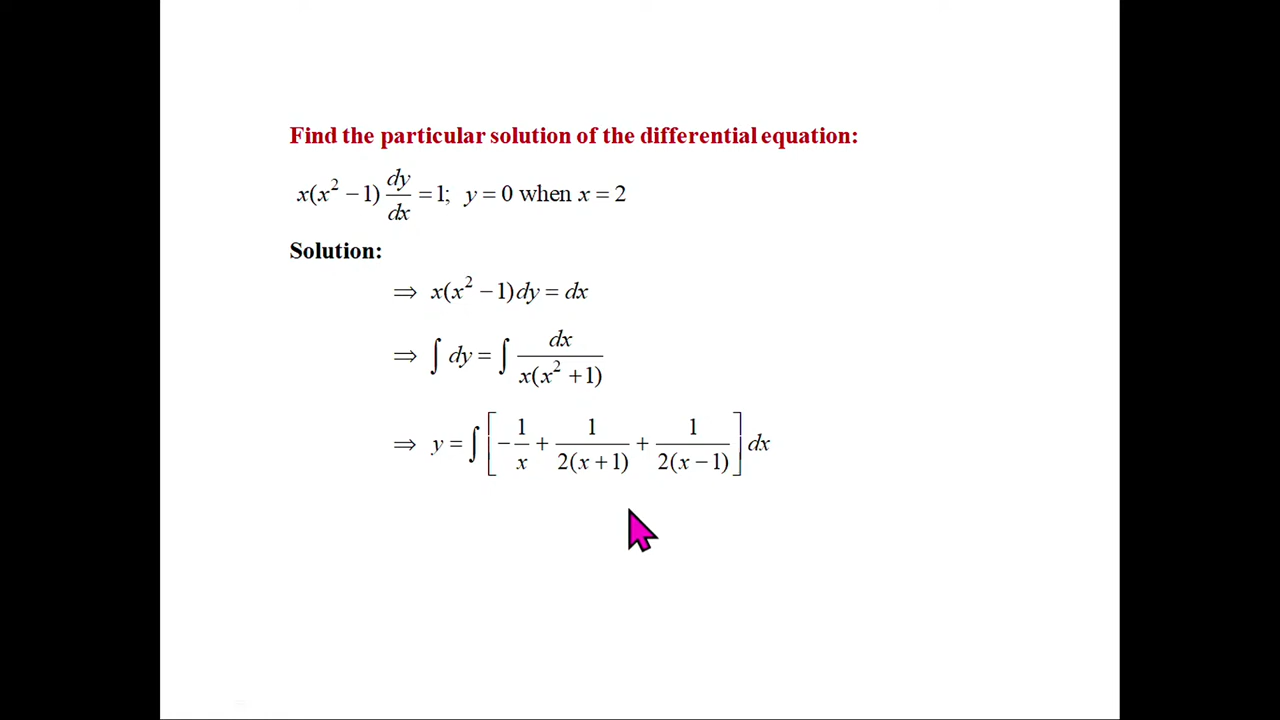 Find the particular solution of the differential equation:
x(x² − 1) dy/dx = 1; y = 0 when x = 2
Solution:
⇒ x(x² − 1)dy = dx
⇒ ∫ dy = ∫ dx/(x(x² + 1))
⇒ y = ∫ [−1/x + 1/(2(x + 1)) + 1/(2(x − 1))] dx